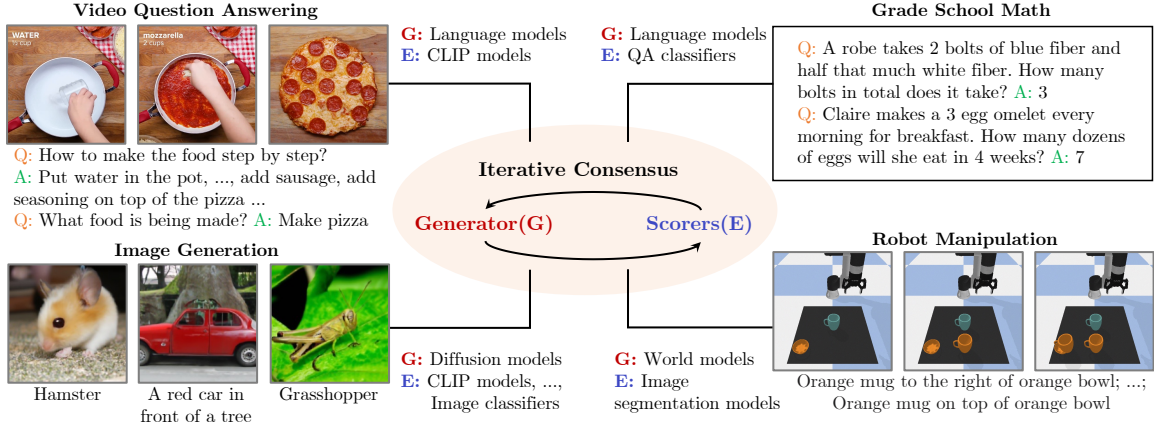 Video Question Answering
WATER
1½ cup
mozzarella
2 cups
Q: How to make the food step by step?
A: Put water in the pot, ..., add sausage, add
seasoning on top of the pizza ...
Q: What food is being made? A: Make pizza
G: Language models
E: CLIP models
G: Language models
E: QA classifiers
Grade School Math
Q: A robe takes 2 bolts of blue fiber and
half that much white fiber. How many
bolts in total does it take? A: 3
Q: Claire makes a 3 egg omelet every
morning for breakfast. How many dozens
of eggs will she eat in 4 weeks? A: 7
Iterative Consensus
Generator(G)
Scorers(E)
Image Generation
Hamster
A red car in
front of a tree
Grasshopper
G: Diffusion models
E: CLIP models, ...,
Image classifiers
G: World models
E: Image
segmentation models
Robot Manipulation
Orange mug to the right of orange bowl; ...;
Orange mug on top of orange bowl